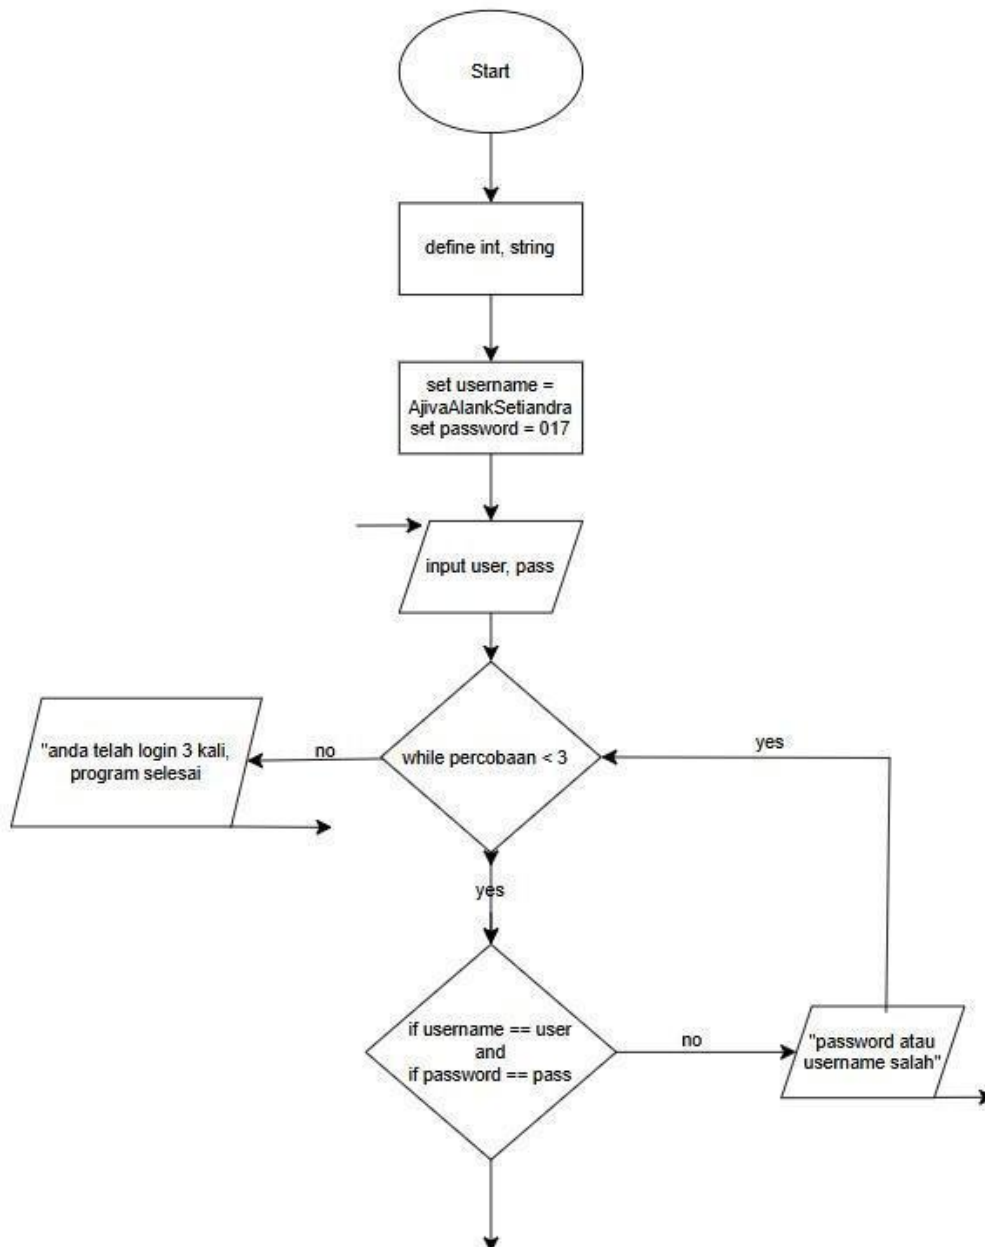 Start
define int, string
set username =
AjivaAlankSetiandra
set password = 017
input user, pass
while percobaan < 3
no
"anda telah login 3 kali,
program selesai
yes
yes
if username == user
and
if password == pass
no
"password atau
username salah"